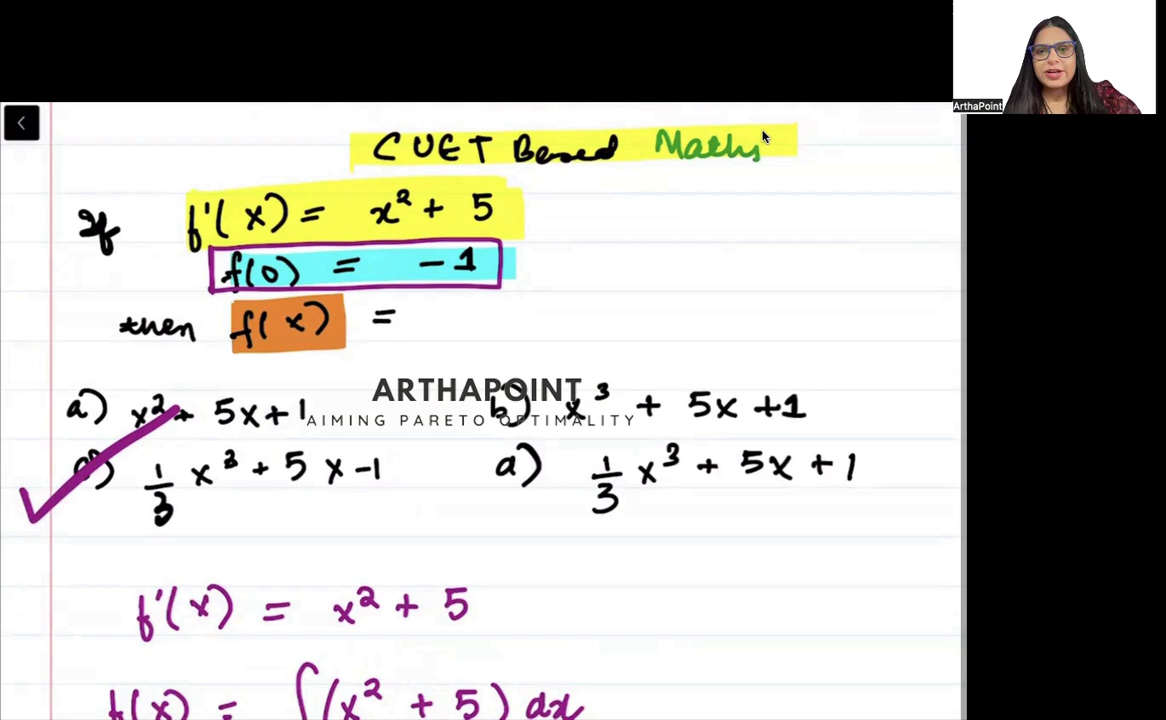 ArthaPoint
CUET Based Maths
If f'(x) = x² + 5
f(0) = -1
then f(x) =
ARTHAPOINT
AIMING PARETO OPTIMALITY
a) x² + 5x+1 b) x³ + 5x +1
1/3 x³ + 5x-1 a) 1/3 x³ + 5x + 1
f'(x) = x² + 5
f(x) = ∫(x² + 5) dx